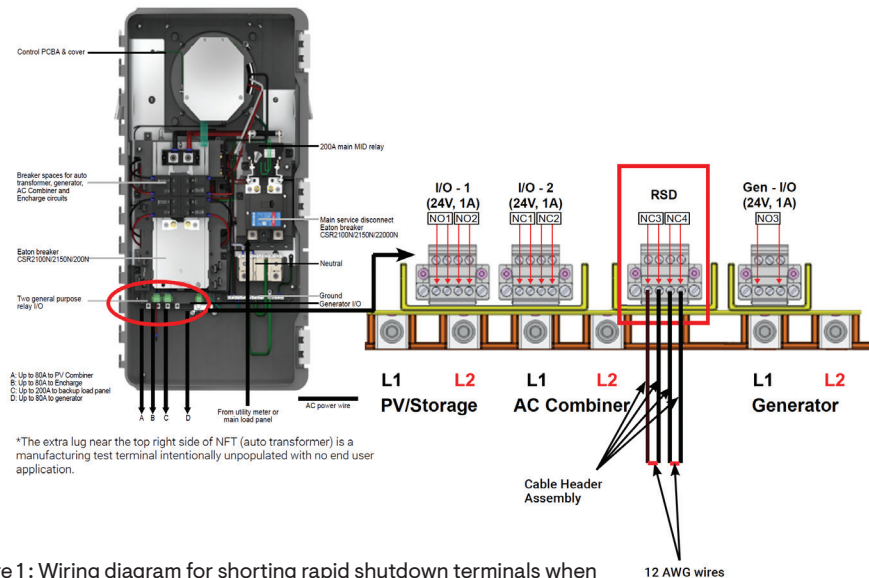 Control PCBA & cover
200A main MID relay
Breaker spaces for auto
transformer, generator,
AC Combiner and
Encharge circuits
Main service disconnect
Eaton breaker
CSR2100N/2150N/22000N
Eaton breaker
CSR2100N/2150N/200N
Neutral
Two general purpose
relay I/O
Ground
Generator I/O
A: Up to 80A to PV Combiner
B: Up to 80A to Encharge
C: Up to 200A to backup load panel
D: Up to 80A to generator
A B C D
From utility meter or
main load panel
AC power wire
*The extra lug near the top right side of NFT (auto transformer) is a
manufacturing test terminal intentionally unpopulated with no end user
application.
I/O - 1
(24V, 1A)
NO1 NO2
I/O - 2
(24V, 1A)
NC1 NC2
RSD
NC3 NC4
Gen - I/O
(24V, 1A)
NO3
L1 L2
PV/Storage
L1 L2
AC Combiner
L1 L2
Generator
Cable Header
Assembly
12 AWG wires
re 1: Wiring diagram for shorting rapid shutdown terminals when